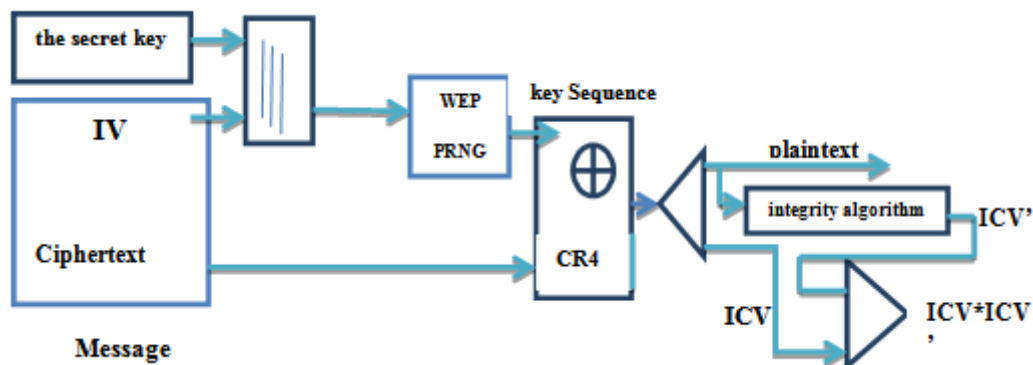 the secret key
IV
Ciphertext
Message
WEP
PRNG
key Sequence
CR4
plaintext
integrity algorithm
ICV’
ICV
ICV*ICV
’